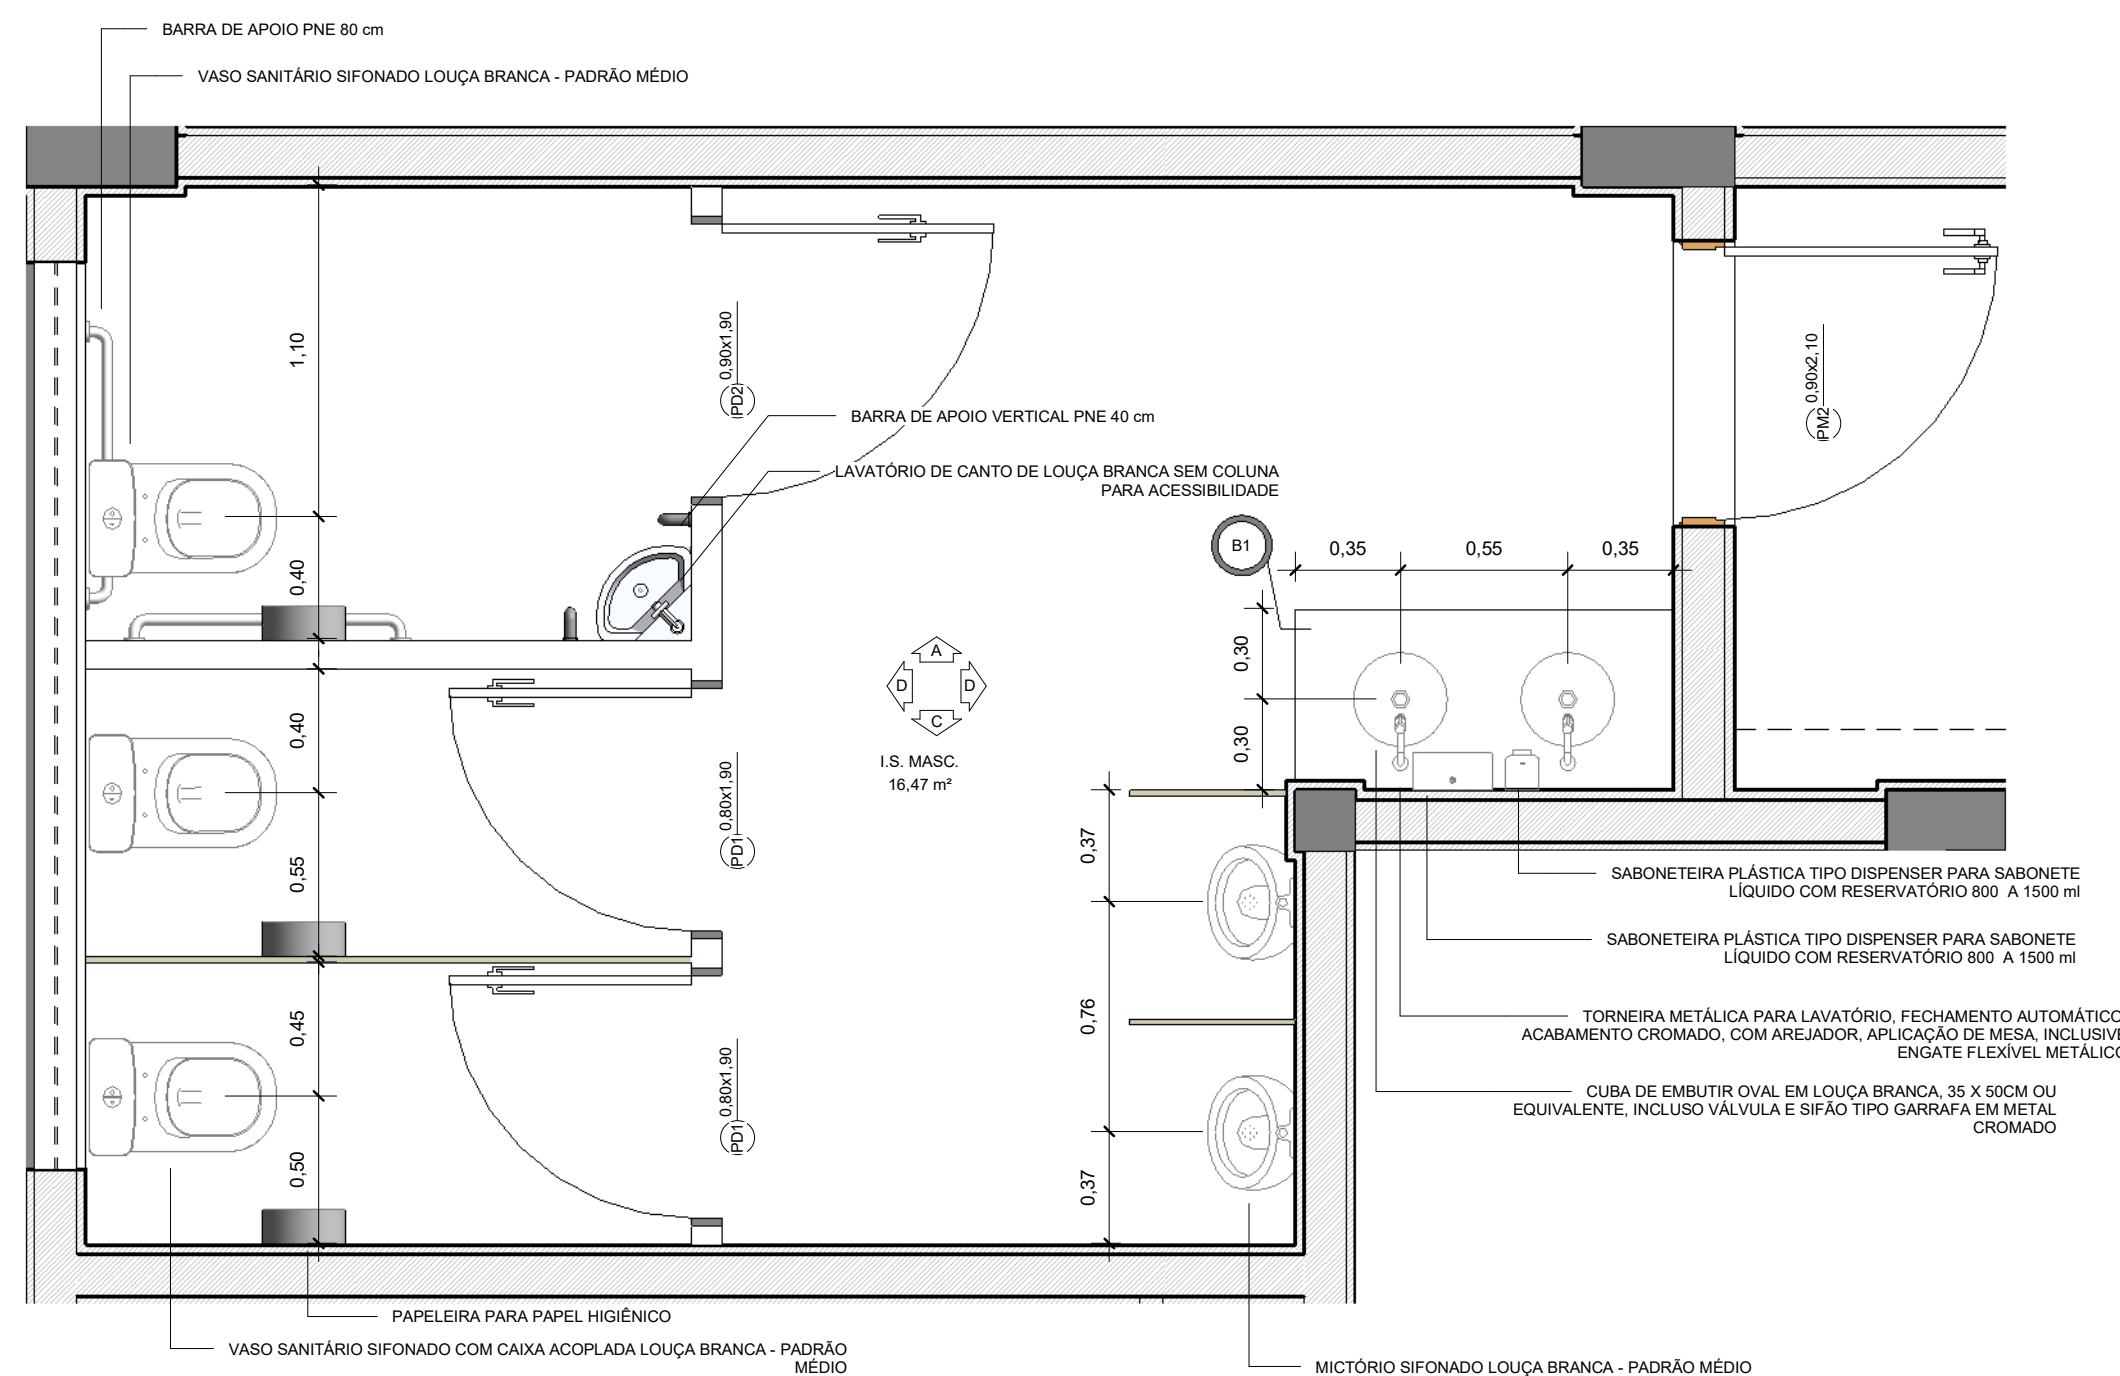 BARRA DE APOIO PNE 80 cm
VASO SANITÁRIO SIFONADO LOUÇA BRANCA - PADRÃO MÉDIO
1,10
0,90x1,90
PD2
0,90x2,10
PM2
BARRA DE APOIO VERTICAL PNE 40 cm
LAVATÓRIO DE CANTO DE LOUÇA BRANCA SEM COLUNA
PARA ACESSIBILIDADE
B1
0,35
0,55
0,35
0,40
0,30
0,30
A
D
D
C
I.S. MASC.
16,47 m²
0,40
0,80x1,90
PD1
0,55
0,37
SABONETEIRA PLÁSTICA TIPO DISPENSER PARA SABONETE
LÍQUIDO COM RESERVATÓRIO 800 A 1500 ml
SABONETEIRA PLÁSTICA TIPO DISPENSER PARA SABONETE
LÍQUIDO COM RESERVATÓRIO 800 A 1500 ml
0,45
0,76
TORNEIRA METÁLICA PARA LAVATÓRIO, FECHAMENTO AUTOMÁTICO
ACABAMENTO CROMADO, COM AREJADOR, APLICAÇÃO DE MESA, INCLUSIVE
ENGATE FLEXÍVEL METÁLICO
0,80x1,90
PD1
CUBA DE EMBUTIR OVAL EM LOUÇA BRANCA, 35 X 50CM OU
EQUIVALENTE, INCLUSO VÁLVULA E SIFÃO TIPO GARRAFA EM METAL
CROMADO
0,50
0,37
PAPELEIRA PARA PAPEL HIGIÊNICO
VASO SANITÁRIO SIFONADO COM CAIXA ACOPLADA LOUÇA BRANCA - PADRÃO
MÉDIO
MICTÓRIO SIFONADO LOUÇA BRANCA - PADRÃO MÉDIO